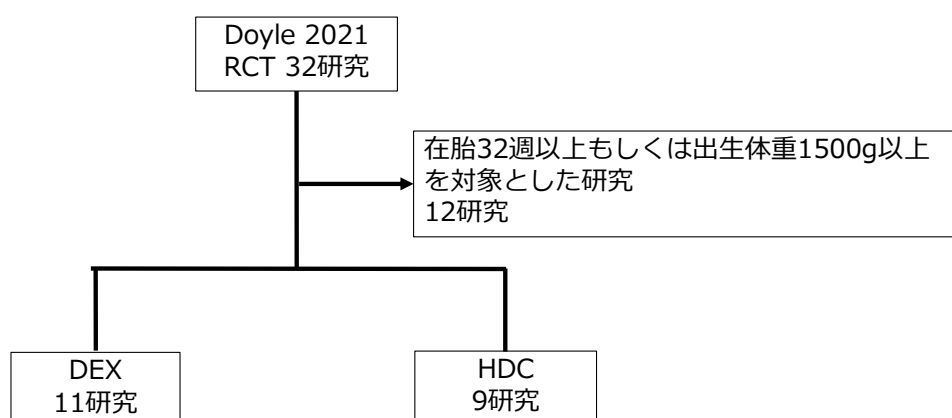 Doyle 2021
RCT 32研究
在胎32週以上もしくは出生体重1500g以上
を対象とした研究
12研究
DEX
11研究
HDC
9研究